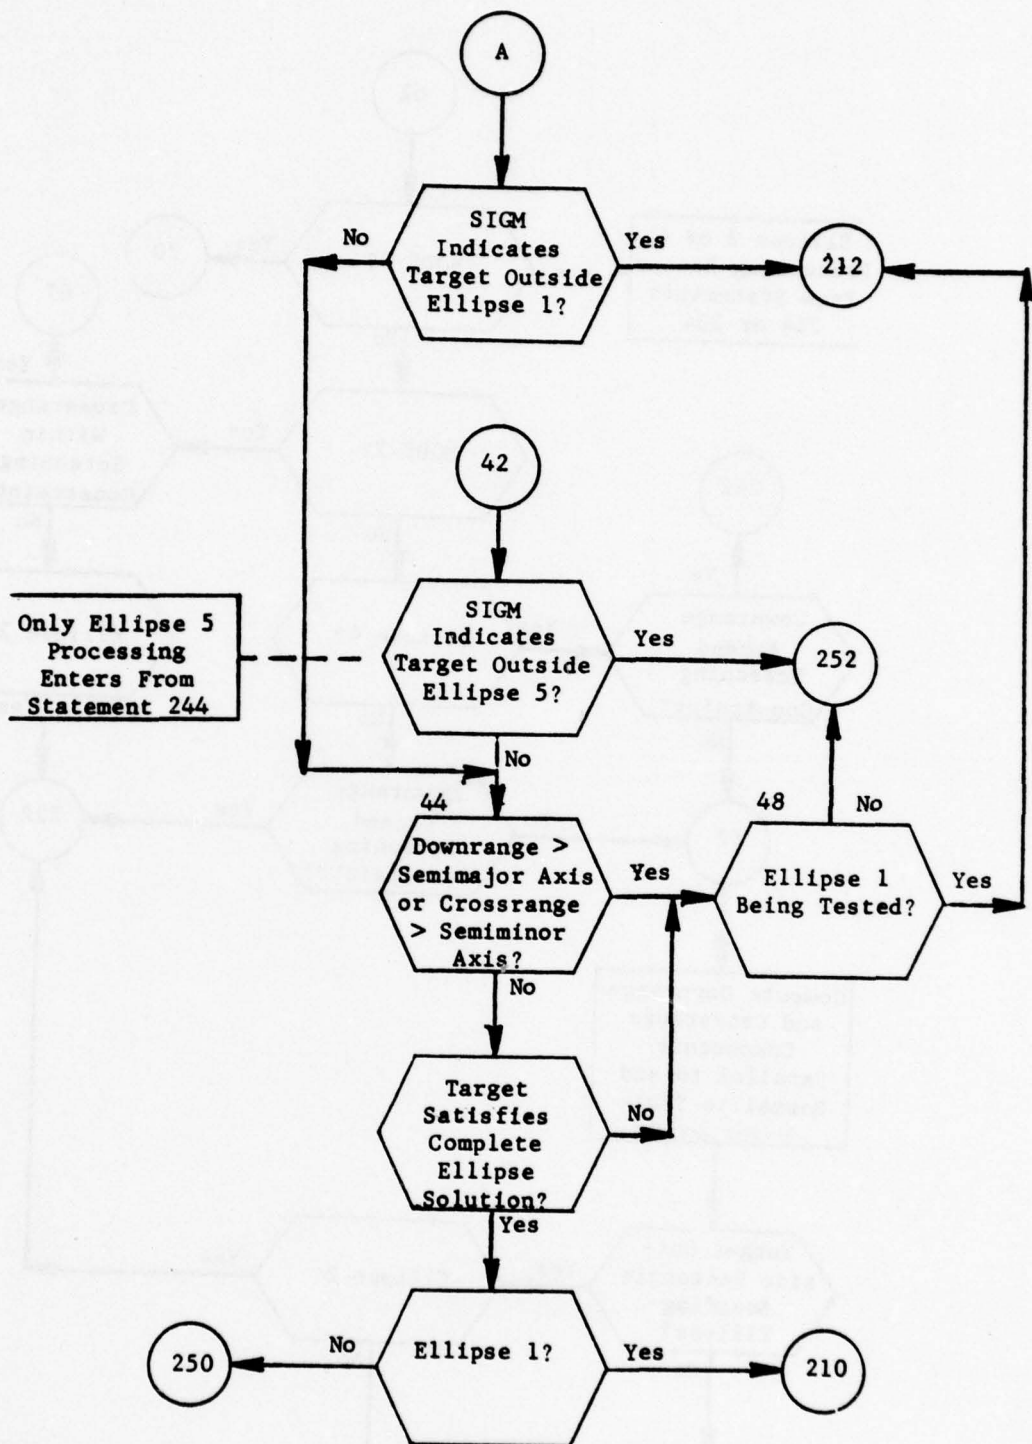 A
SIGM
Indicates
Target Outside
Ellipse 1?
No
Yes
212
42
SIGM
Indicates
Target Outside
Ellipse 5?
Yes
252
Only Ellipse 5
Processing
Enters From
Statement 244
No
44
Downrange >
Semimajor Axis
or Crossrange
> Semiminor
Axis?
Yes
48
No
Ellipse 1
Being Tested?
Yes
No
Target
Satisfies
Complete
Ellipse
Solution?
No
Yes
Ellipse 1?
No
250
Yes
210